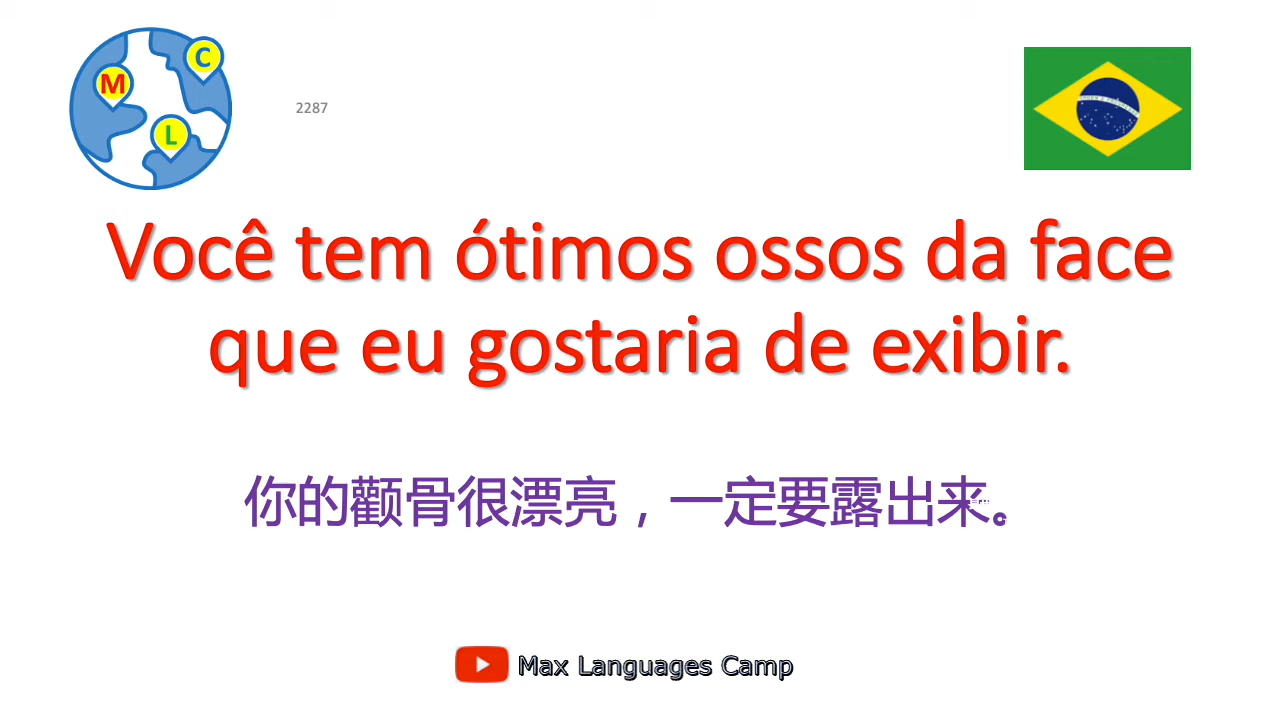 C
M
L
2287
Você tem ótimos ossos da face
que eu gostaria de exibir.
你的颧骨很漂亮，一定要露出来。
Max Languages Camp